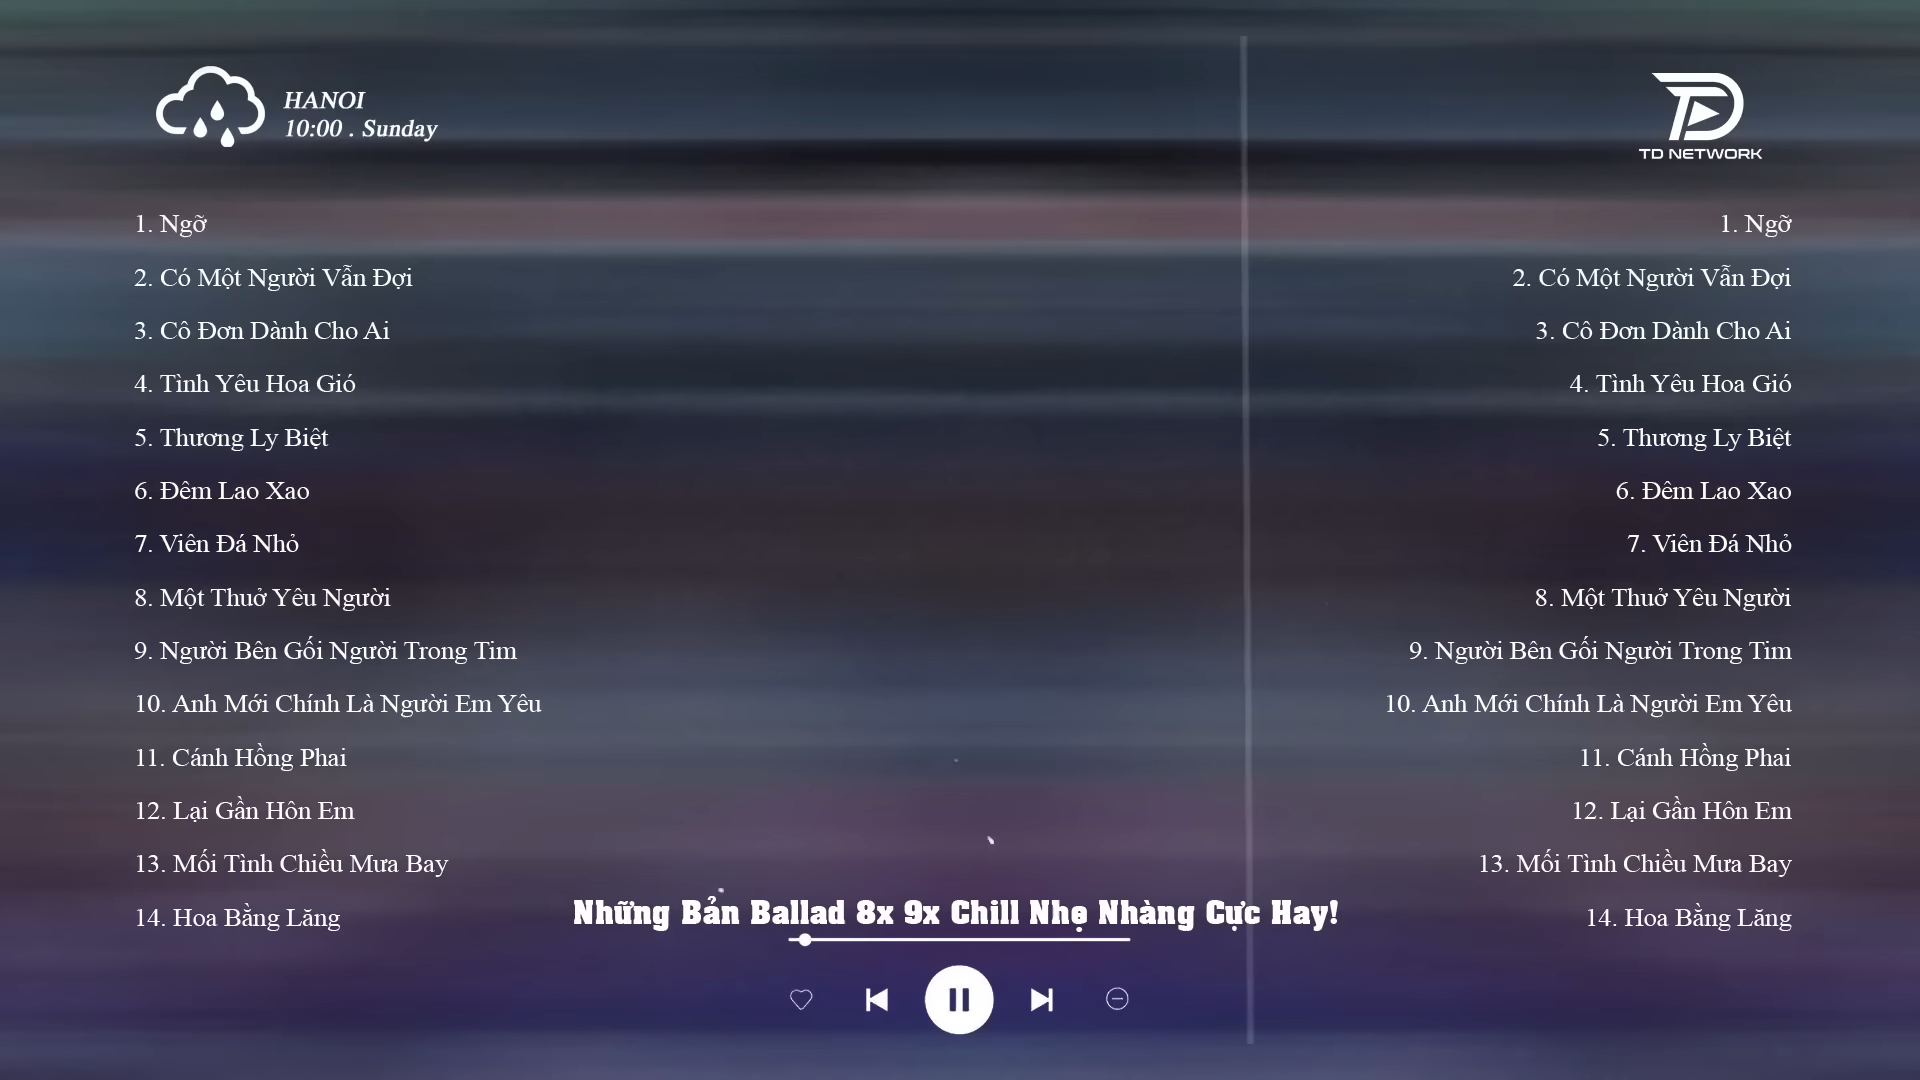 HANOI
10:00 . Sunday
TD NETWORK
1. Ngỡ
2. Có Một Người Vẫn Đợi
3. Cô Đơn Dành Cho Ai
4. Tình Yêu Hoa Gió
5. Thương Ly Biệt
6. Đêm Lao Xao
7. Viên Đá Nhỏ
8. Một Thuở Yêu Người
9. Người Bên Gối Người Trong Tim
10. Anh Mới Chính Là Người Em Yêu
11. Cánh Hồng Phai
12. Lại Gần Hôn Em
13. Mối Tình Chiều Mưa Bay
14. Hoa Bằng Lăng
1. Ngỡ
2. Có Một Người Vẫn Đợi
3. Cô Đơn Dành Cho Ai
4. Tình Yêu Hoa Gió
5. Thương Ly Biệt
6. Đêm Lao Xao
7. Viên Đá Nhỏ
8. Một Thuở Yêu Người
9. Người Bên Gối Người Trong Tim
10. Anh Mới Chính Là Người Em Yêu
11. Cánh Hồng Phai
12. Lại Gần Hôn Em
13. Mối Tình Chiều Mưa Bay
14. Hoa Bằng Lăng
Những Bản Ballad 8x 9x Chill Nhẹ Nhàng Cực Hay!